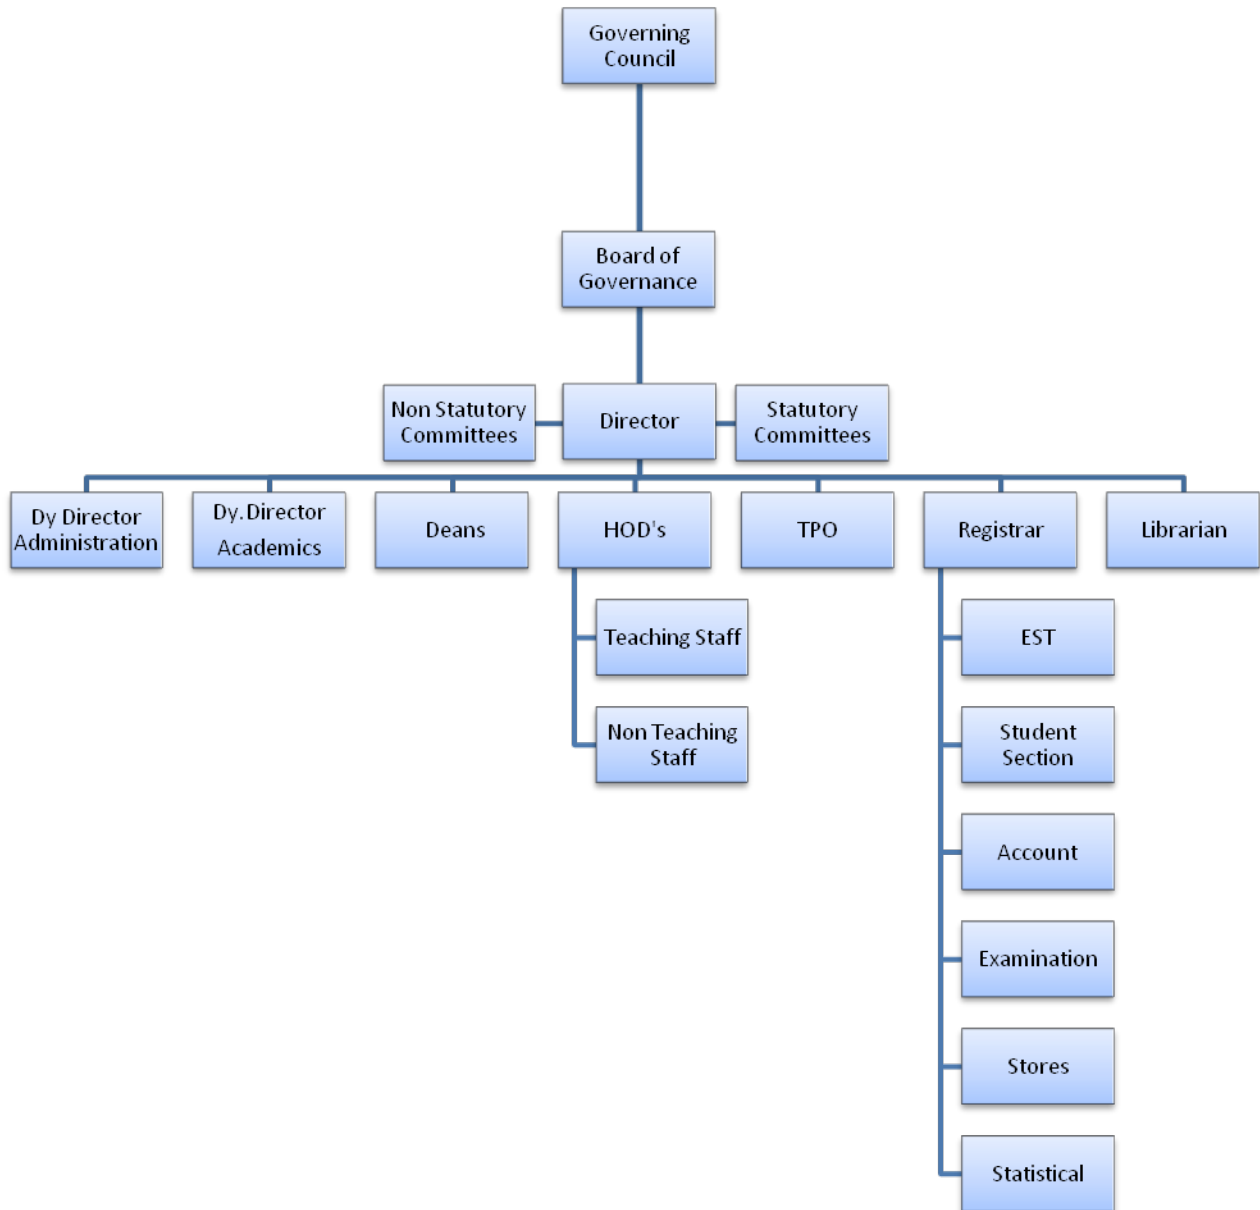 Governing
Council
Board of
Governance
Non Statutory
Committees
Director
Statutory
Committees
Dy Director
Administration
Dy. Director
Academics
Deans
HOD's
TPO
Registrar
Librarian
Teaching Staff
Non Teaching
Staff
EST
Student
Section
Account
Examination
Stores
Statistical